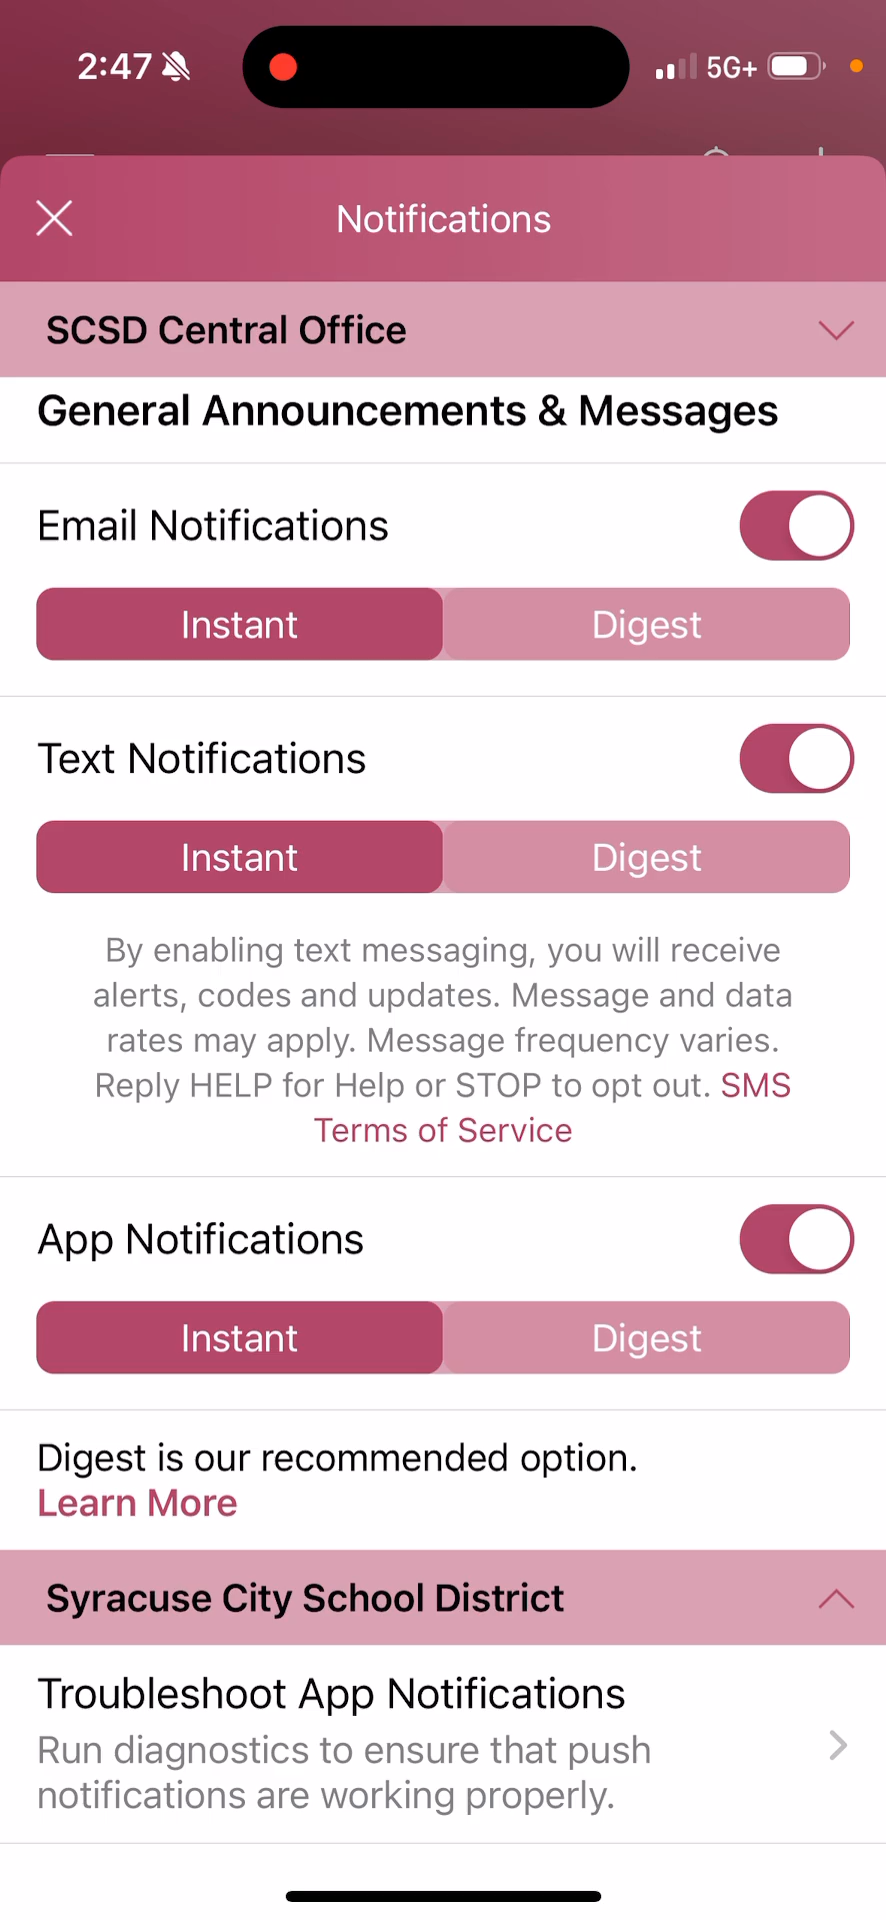 2:47
5G+
Notifications
SCSD Central Office
General Announcements & Messages
Email Notifications
Instant
Digest
Text Notifications
Instant
Digest
By enabling text messaging, you will receive
alerts, codes and updates. Message and data
rates may apply. Message frequency varies.
Reply HELP for Help or STOP to opt out. SMS
Terms of Service
App Notifications
Instant
Digest
Digest is our recommended option.
Learn More
Syracuse City School District
Troubleshoot App Notifications
Run diagnostics to ensure that push
notifications are working properly.